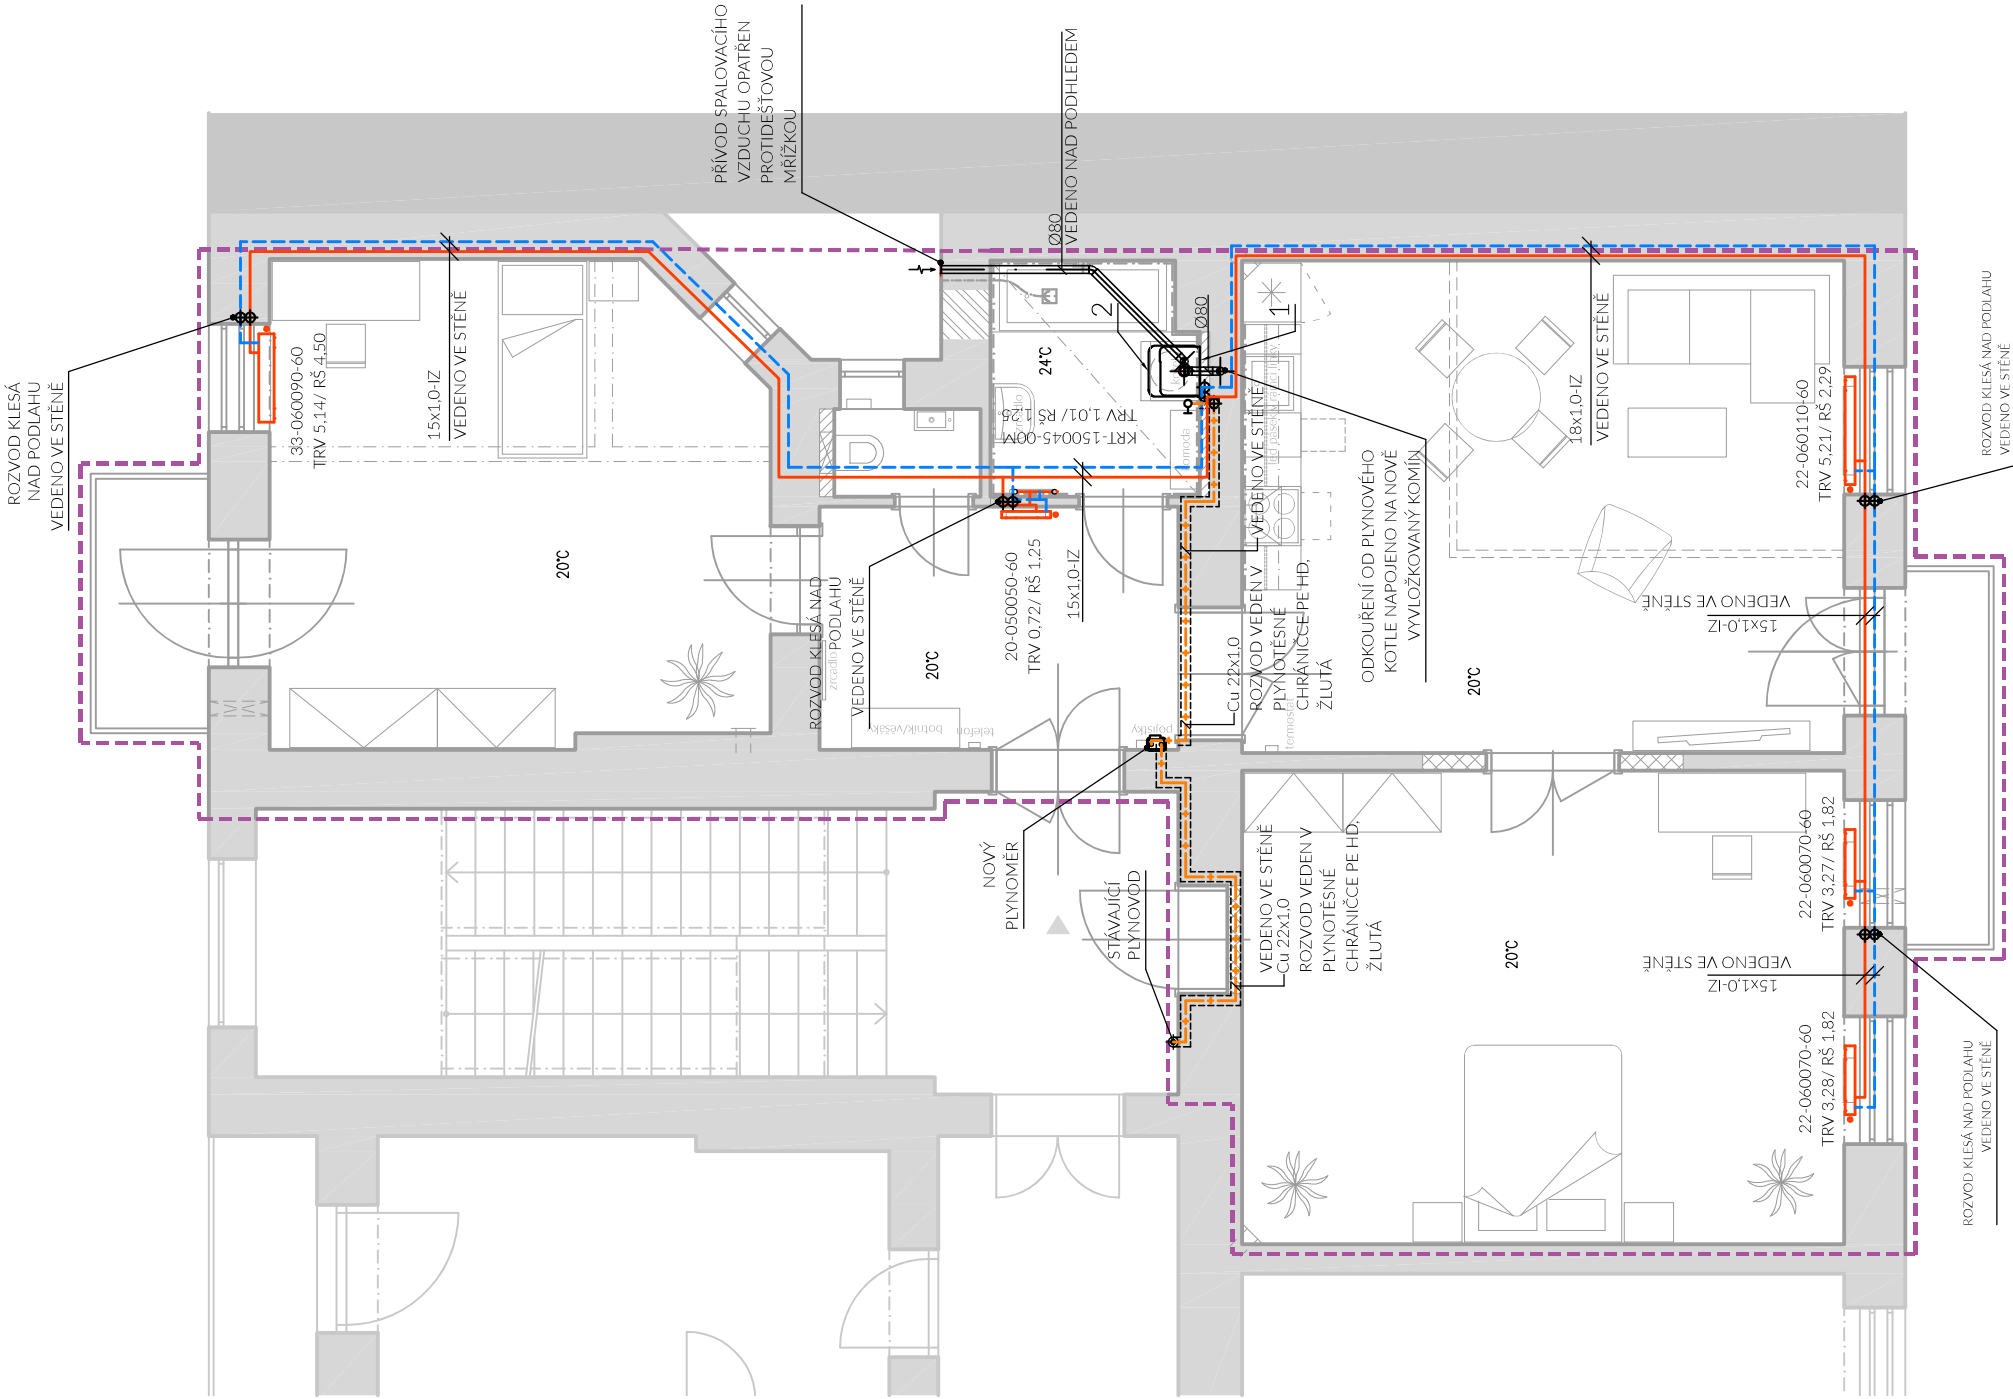 ROZVOD KLESÁ
NAD PODLAHU
VEDENO VE STĚNĚ
33-060090-60
TRV 5,14/ RŠ 4,50
15x1,0-IZ
VEDENO VE STĚNĚ
20°C
PŘÍVOD SPALOVACÍHO
VZDUCHU OPATŘEN
PROTIDEŠŤOVOU
MŘÍŽKOU
Ø80
VEDENO NAD PODHLEDEM
24°C
2
Ø80
1
zrcadlo
KRT-150045-00M
TRV 1,01/ RŠ 1,25
komoda
ROZVOD KLESÁ NAD
PODLAHU
VEDENO VE STĚNĚ
zrcadlo
20°C
20-050050-60
TRV 0,72/ RŠ 1,25
15x1,0-IZ
botník/věšáky
telefon
pojistky
VEDENO VE STĚNĚ
Cu 22x1,0
ROZVOD VEDEN V
PLYNOTĚSNÉ
CHRÁNIČCE PE HD,
ŽLUTÁ
termostat
ODKOUŘENÍ OD PLYNOVÉHO
KOTLE NAPOJENO NA NOVĚ
VYVLOŽKOVANÝ KOMÍN
20°C
18x1,0-IZ
VEDENO VE STĚNĚ
22-060110-60
TRV 5,21/ RŠ 2,29
ROZVOD KLESÁ NAD PODLAHU
VEDENO VE STĚNĚ
15x1,0-IZ
VEDENO VE STĚNĚ
NOVÝ
PLYNOMĚR
STÁVAJÍCÍ
PLYNOVOD
VEDENO VE STĚNĚ
Cu 22x1,0
ROZVOD VEDEN V
PLYNOTĚSNÉ
CHRÁNIČCE PE HD,
ŽLUTÁ
20°C
22-060070-60
TRV 3,27/ RŠ 1,82
15x1,0-IZ
VEDENO VE STĚNĚ
22-060070-60
TRV 3,28/ RŠ 1,82
ROZVOD KLESÁ NAD PODLAHU
VEDENO VE STĚNĚ